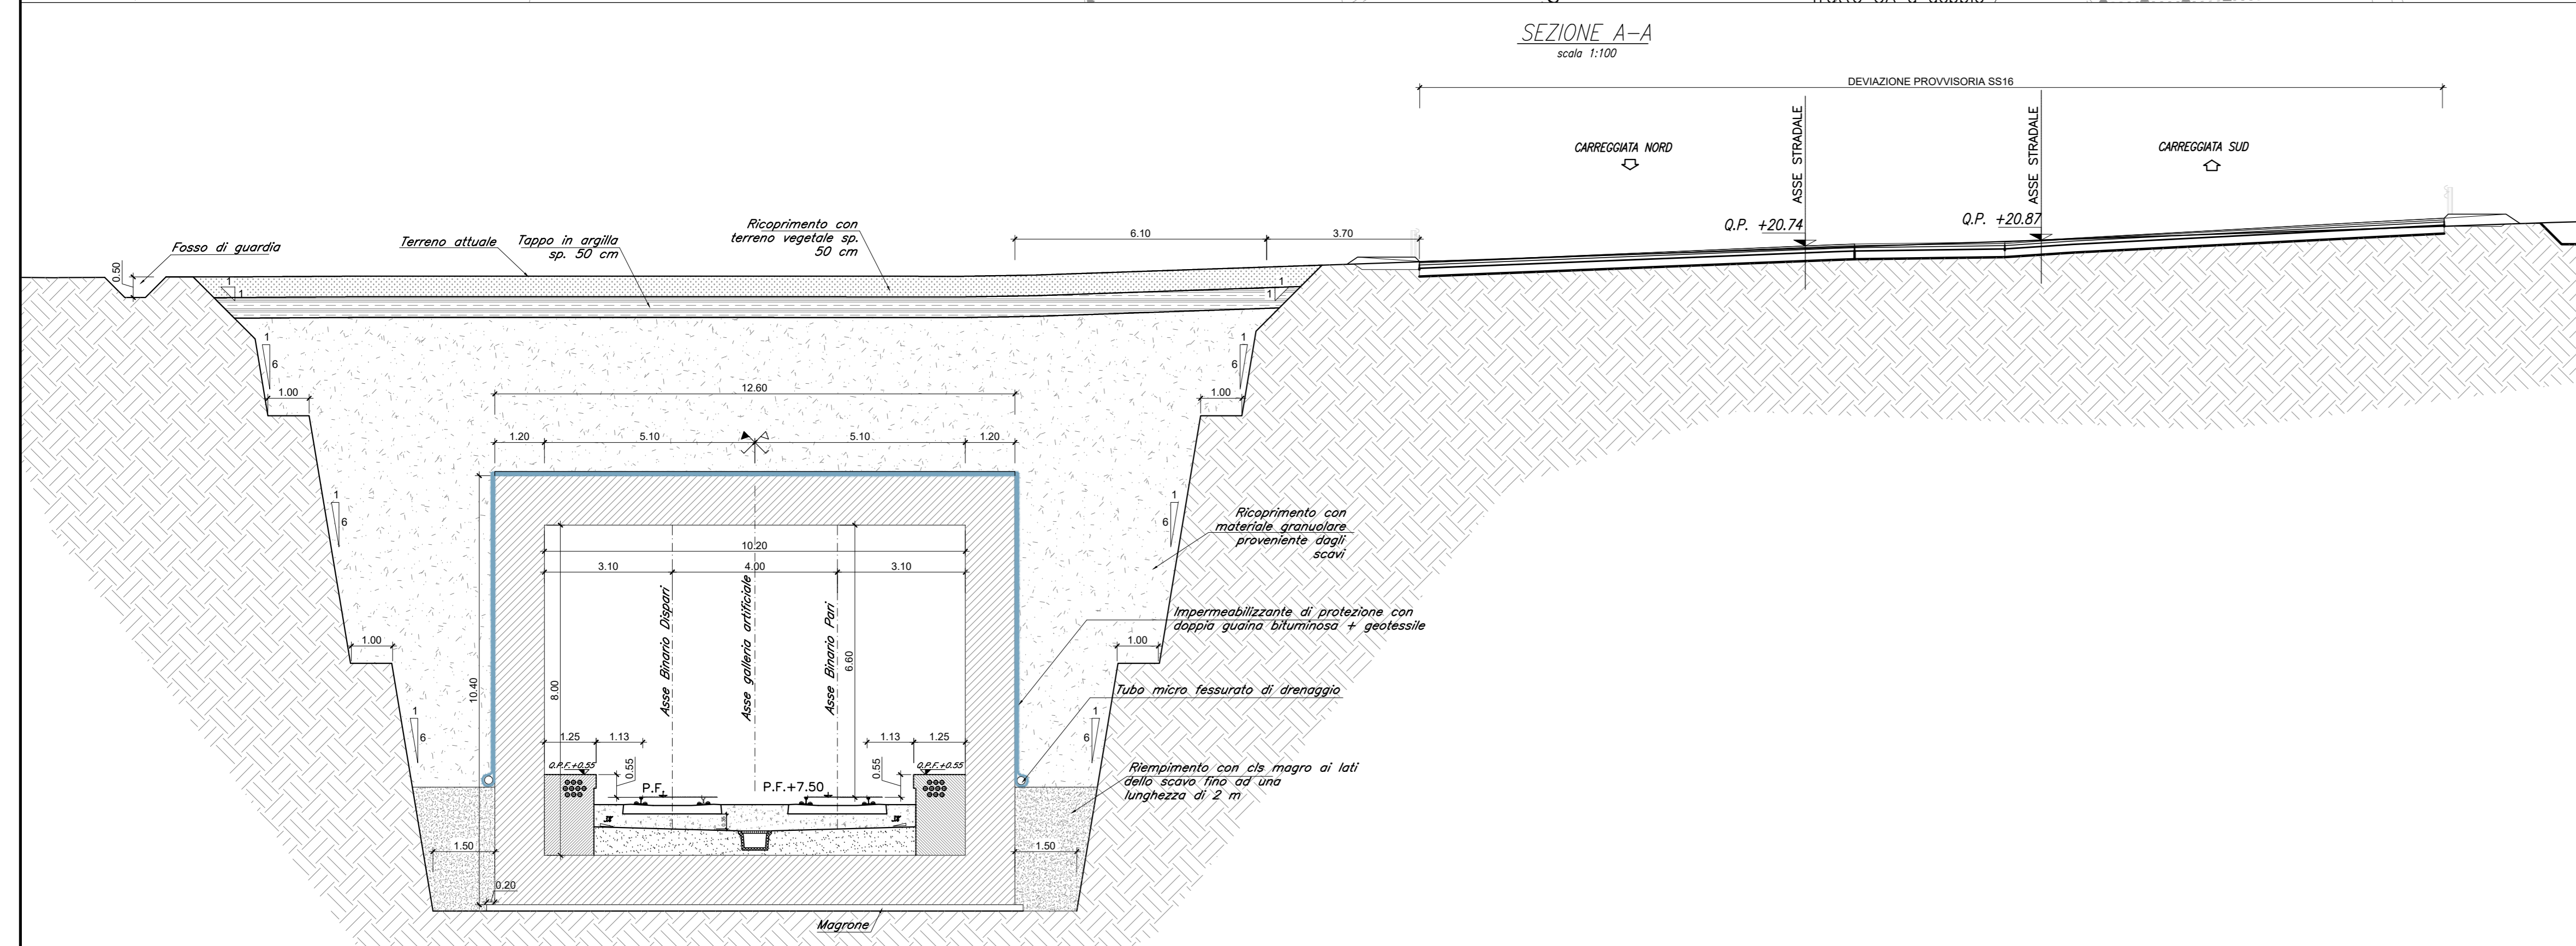 SEZIONE A-A
scala 1:100
DEVIAZIONE PROVVISORIA SS16
ASSE STRADALE
ASSE STRADALE
CARREGGIATA NORD
CARREGGIATA SUD
Q.P. +20.74
Q.P. +20.87
6.10
3.70
Fosso di guardia
Terreno attuale
Tappo in argilla
sp. 50 cm
Ricoprimento con
terreno vegetale sp.
50 cm
0.50
1
1
1
1
1
6
1
6
1.00
1.00
12.60
1.20
5.10
5.10
1.20
1
6
1
6
Ricoprimento con
materiale granuolare
proveniente dagli
scavi
10.20
3.10
4.00
3.10
Asse Binario Dispari
Asse galleria artificiale
Asse Binario Pari
6.60
8.00
10.40
Impermeabilizzante di protezione con
doppia guaina bituminosa + geotessile
1.00
1.00
Tubo micro fessurato di drenaggio
1
6
1
6
1.25
1.13
1.13
1.25
Q.P.F.+0.55
0.55
P.F.
P.F.+7.50
0.55
Q.P.F.+0.55
Riempimento con cls magro ai lati
dello scavo fino ad una
lunghezza di 2 m
1.50
1.50
0.20
Magrone